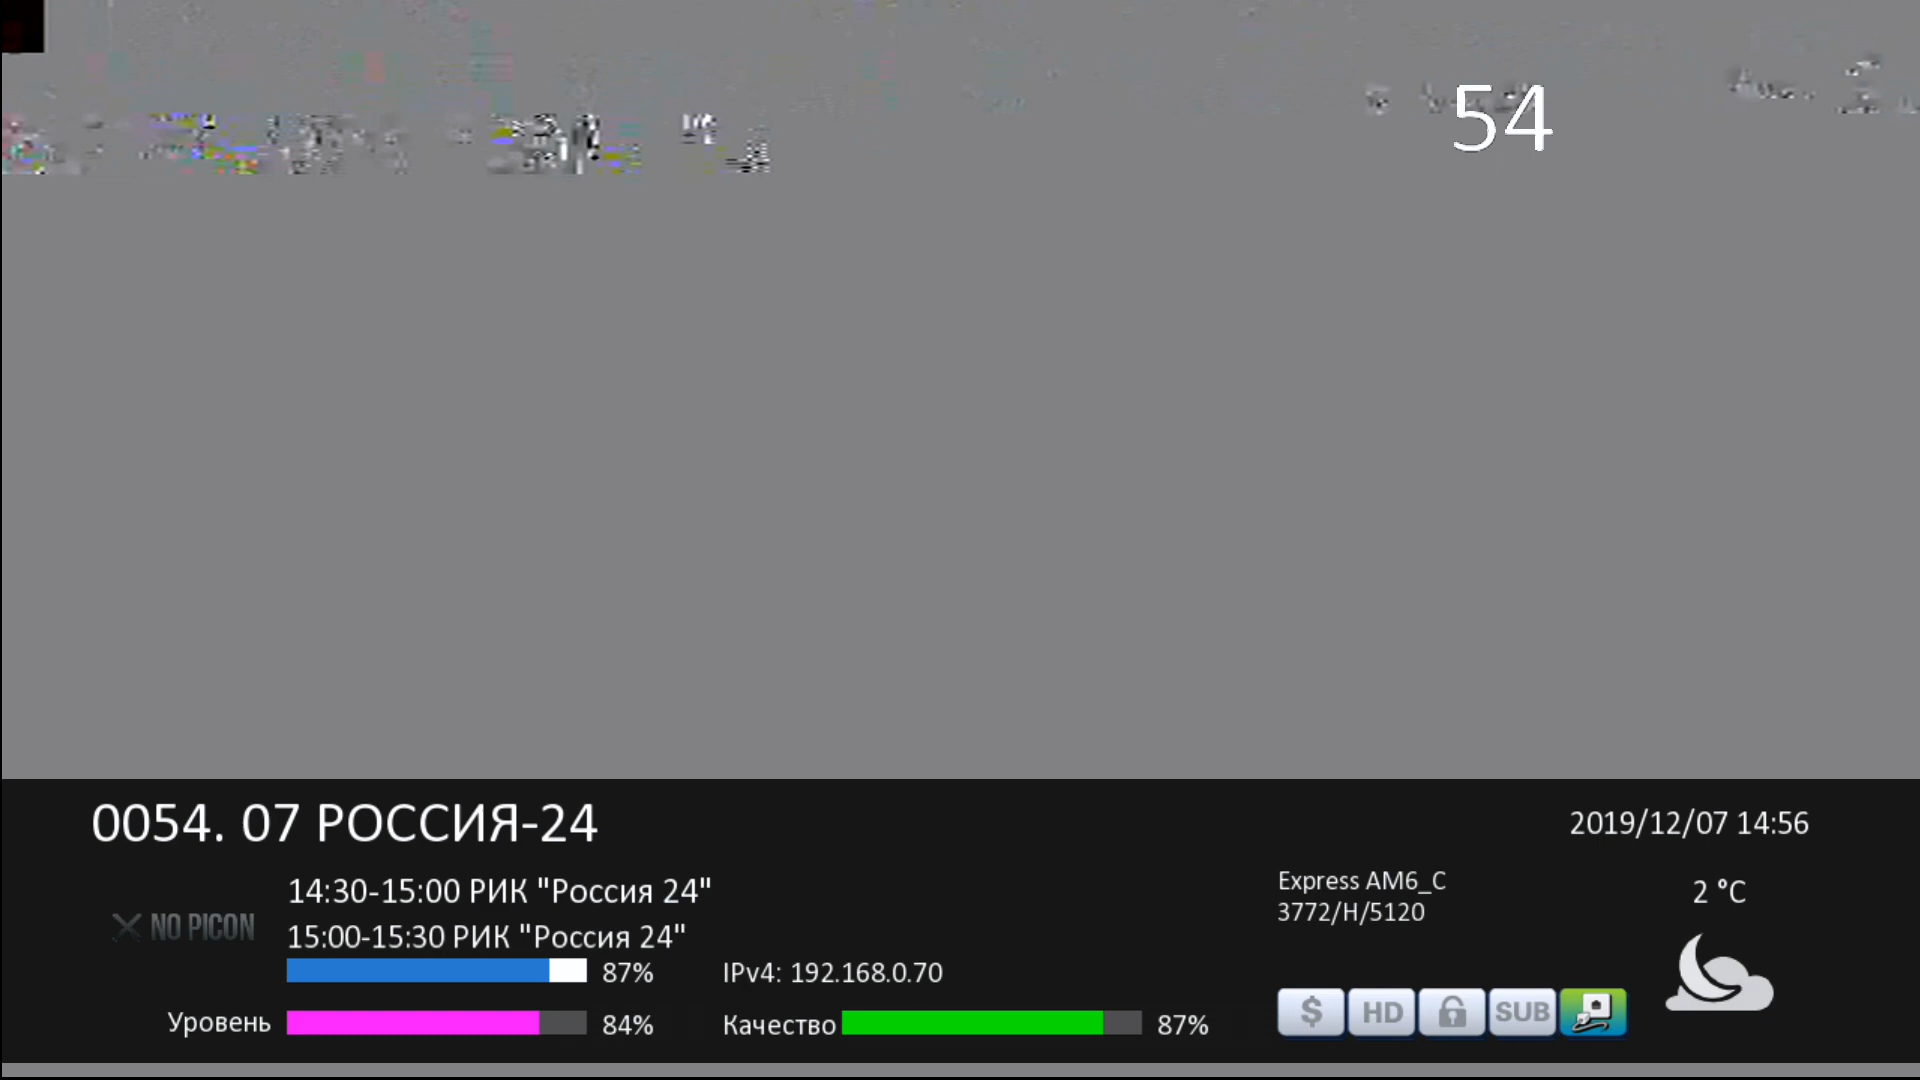 54
0054. 07 РОССИЯ-24
2019/12/07 14:56
14:30-15:00 РИК "Россия 24"
Express AM6_C
2 °C
3772/H/5120
NO PICON
15:00-15:30 РИК "Россия 24"
87%
IPv4: 192.168.0.70
Уровень
84%
Качество
87%
$
HD
SUB